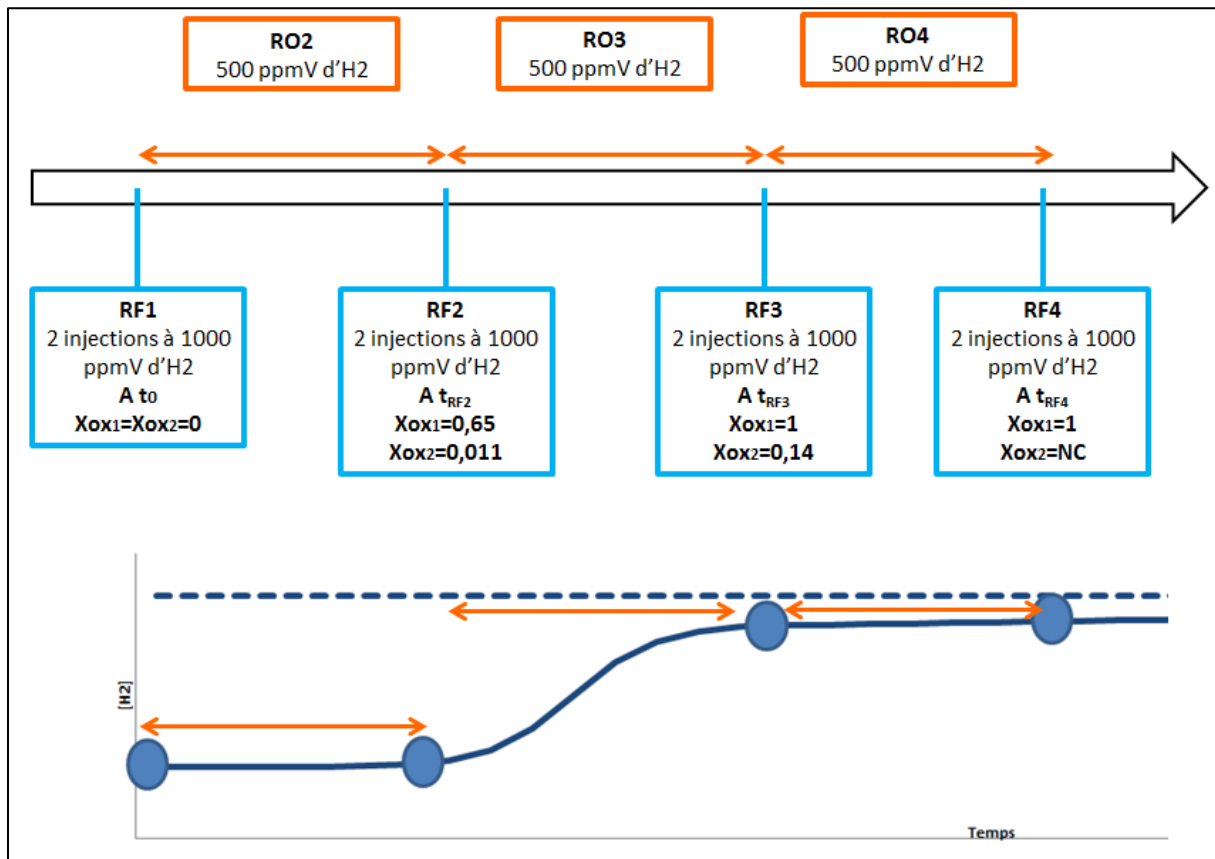 RO2
500 ppmV d'H2
RO3
500 ppmV d'H2
RO4
500 ppmV d'H2
RF1
2 injections à 1000
ppmV d'H2
A t0
Xox1=Xox2=0
RF2
2 injections à 1000
ppmV d'H2
A tRF2
Xox1=0,65
Xox2=0,011
RF3
2 injections à 1000
ppmV d'H2
A tRF3
Xox1=1
Xox2=0,14
RF4
2 injections à 1000
ppmV d'H2
A tRF4
Xox1=1
Xox2=NC
[H2]
Temps